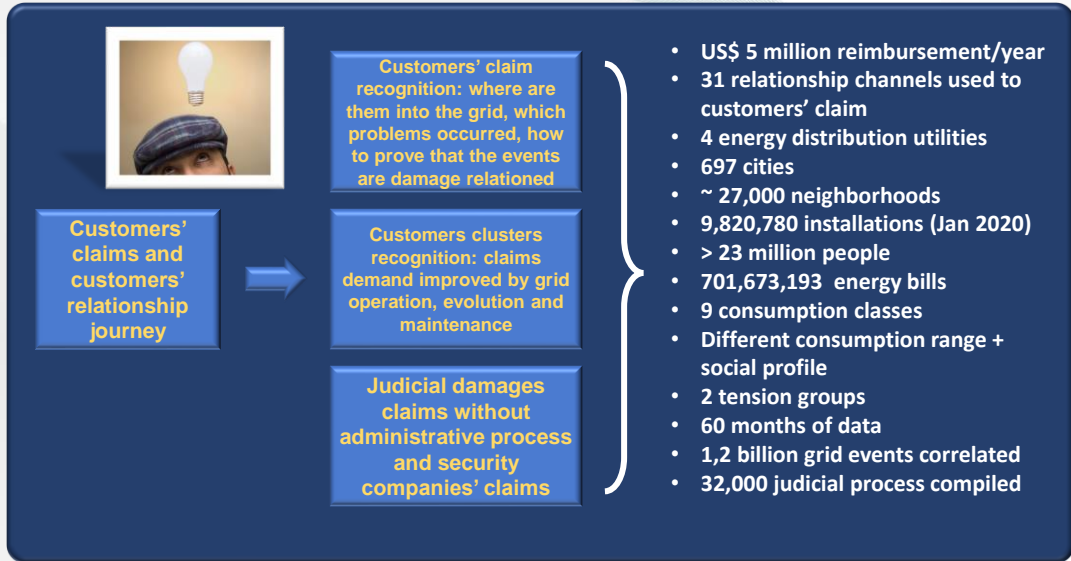 Customers'
claims and
customers'
relationship
journey
Customers' claim
recognition: where are
them into the grid, which
problems occurred, how
to prove that the events
are damage relationed
Customers clusters
recognition: claims
demand improved by grid
operation, evolution and
maintenance
Judicial damages
claims without
administrative process
and security
companies' claims
• US$ 5 million reimbursement/year
• 31 relationship channels used to
customers' claim
• 4 energy distribution utilities
• 697 cities
• ~ 27,000 neighborhoods
• 9,820,780 installations (Jan 2020)
• > 23 million people
• 701,673,193 energy bills
• 9 consumption classes
• Different consumption range +
social profile
• 2 tension groups
• 60 months of data
• 1,2 billion grid events correlated
• 32,000 judicial process compiled